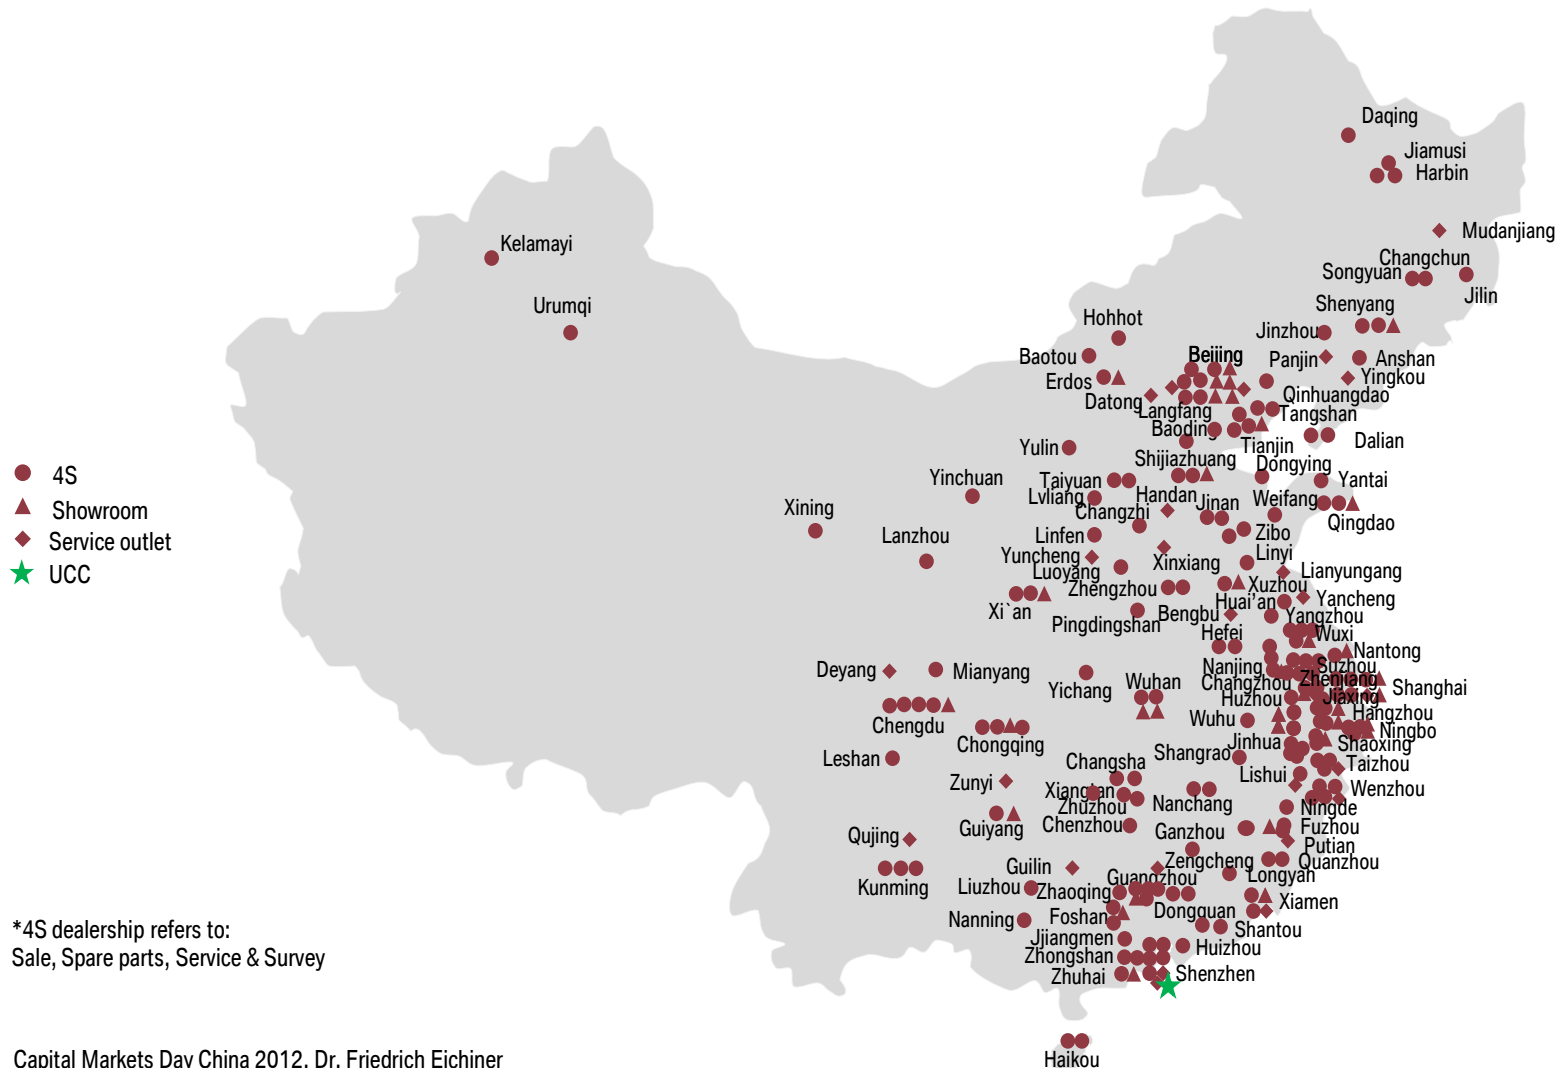 Daqing
Jiamusi
Harbin
Mudanjiang
Kelamayi
Changchun
Songyuan
Jilin
Urumqi
Shenyang
Hohhot
Jinzhou
Baotou
Beijing
Panjin
Anshan
Erdos
Yingkou
Datong
Qinhuangdao
Langfang
Tangshan
Baoding
Dalian
Yulin
Tianjin
Shijiazhuang
Dongying
4S
Yinchuan
Taiyuan
Yantai
Lvliang
Handan
Jinan
Weifang
Showroom
Xining
Changzhi
Qingdao
Service outlet
Lanzhou
Linfen
Zibo
Yuncheng
Linyi
Xinxiang
UCC
Luoyang
Lianyungang
Zhengzhou
Xuzhou
Xi`an
Huai’an
Yancheng
Pingdingshan
Bengbu
Yangzhou
Hefei
Wuxi
Nantong
Deyang
Mianyang
Nanjing
Suzhou
Zhenjiang
Yichang
Wuhan
Changzhou
Shanghai
Huzhou
Jiaxing
Chengdu
Wuhu
Hangzhou
Chongqing
Ningbo
Jinhua
Shaoxing
Leshan
Changsha
Shangrao
Taizhou
Lishui
Zunyi
Xiangtan
Wenzhou
Zhuzhou
Nanchang
Ningde
Guiyang
Chenzhou
Ganzhou
Fuzhou
Qujing
Putian
Guilin
Zengcheng
Quanzhou
Kunming
Liuzhou
Zhaoqing
Guangzhou
Longyan
Xiamen
Nanning
Foshan
Dongguan
*4S dealership refers to:
Shantou
Jjiangmen
Huizhou
Sale, Spare parts, Service & Survey
Zhongshan
Zhuhai
Shenzhen
Haikou
Capital Markets Day China 2012, Dr. Friedrich Eichiner